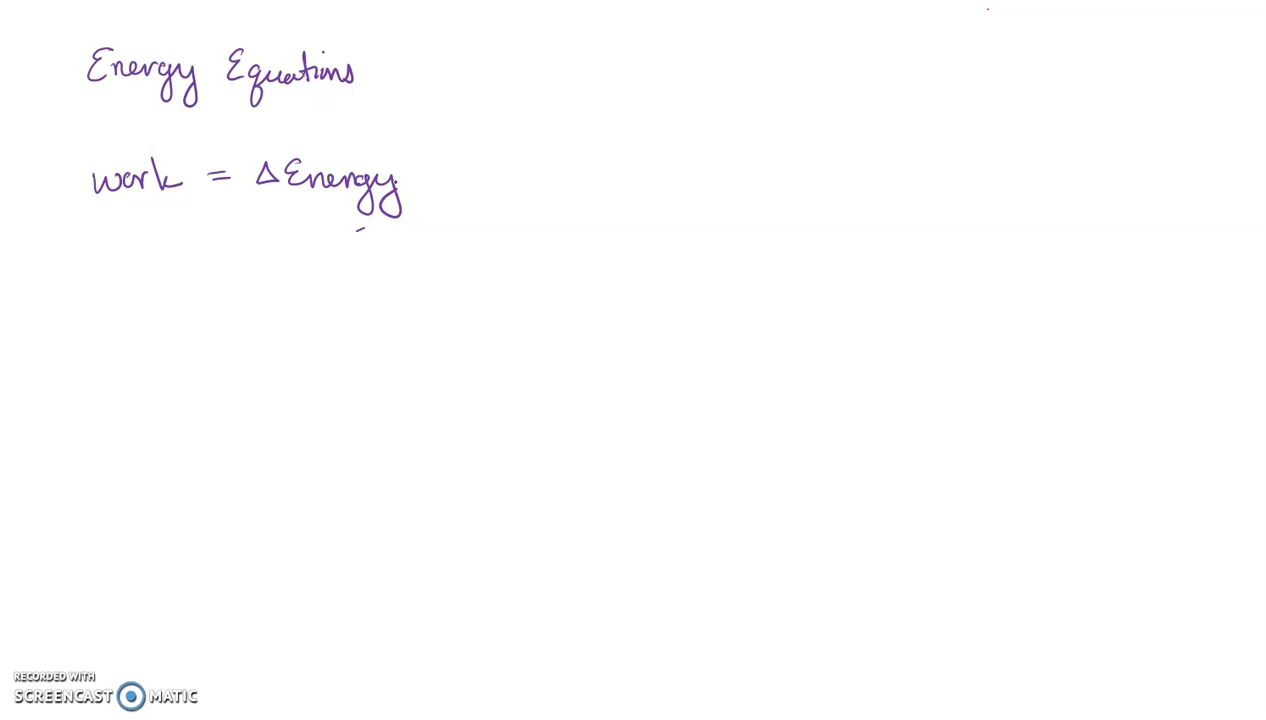 Energy Equations
work = ΔEnergy
RECORDED WITH
SCREENCAST MATIC